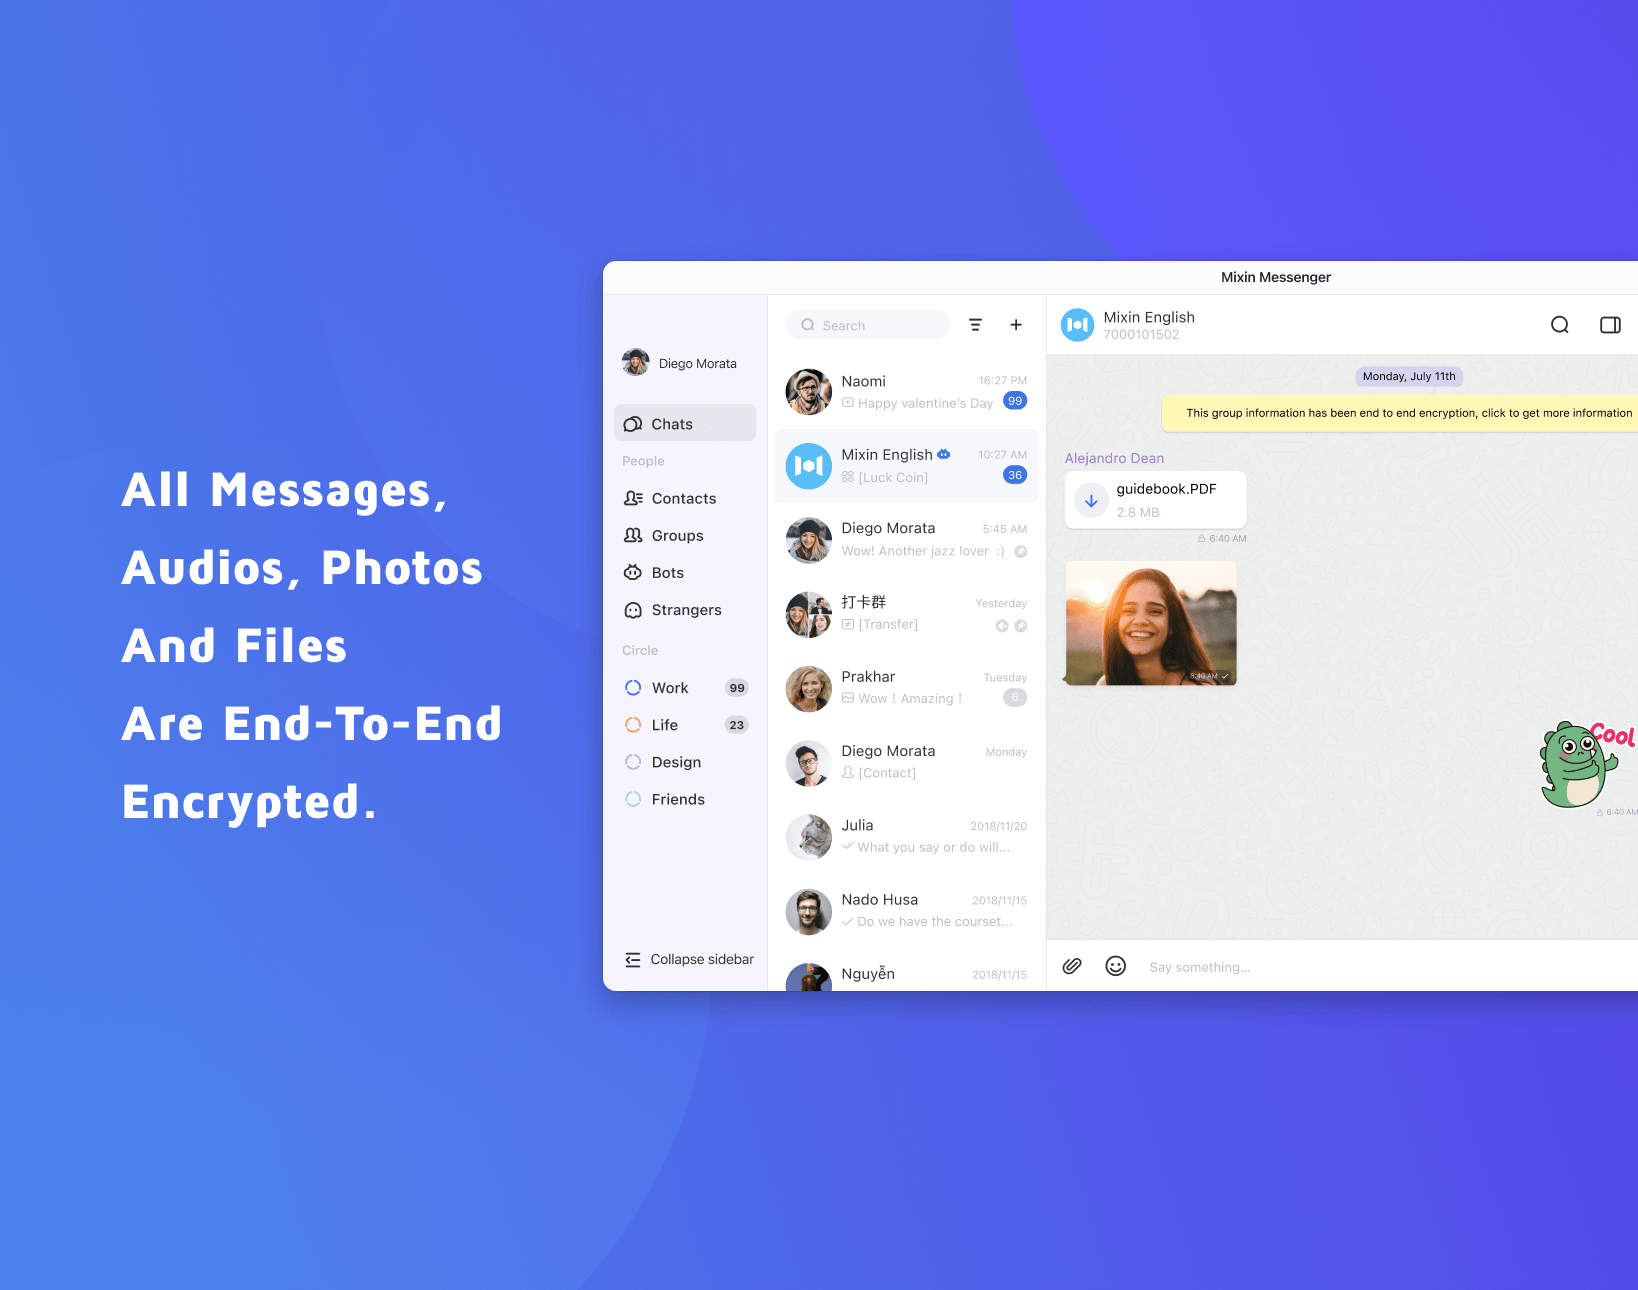 All Messages,
Audios, Photos
And Files
Are End-To-End
Encrypted.
Mixin Messenger
Diego Morata
Chats
People
Contacts
Groups
Bots
Strangers
Circle
Work 99
Life 23
Design
Friends
Collapse sidebar
Search
Naomi 16:27 PM
Happy valentine's Day 99
Mixin English 10:27 AM
[Luck Coin] 36
Diego Morata 5:45 AM
Wow! Another jazz lover :)
打卡群 Yesterday
[Transfer]
Prakhar Tuesday
Wow ! Amazing ! 6
Diego Morata Monday
[Contact]
Julia 2018/11/20
What you say or do will...
Nado Husa 2018/11/15
Do we have the courset...
Nguyễn 2018/11/15
Mixin English
7000101502
Monday, July 11th
This group information has been end to end encryption, click to get more information
Alejandro Dean
guidebook.PDF
2.8 MB
6:40 AM
6:40 AM
Cool
6:40 AM
Say something...